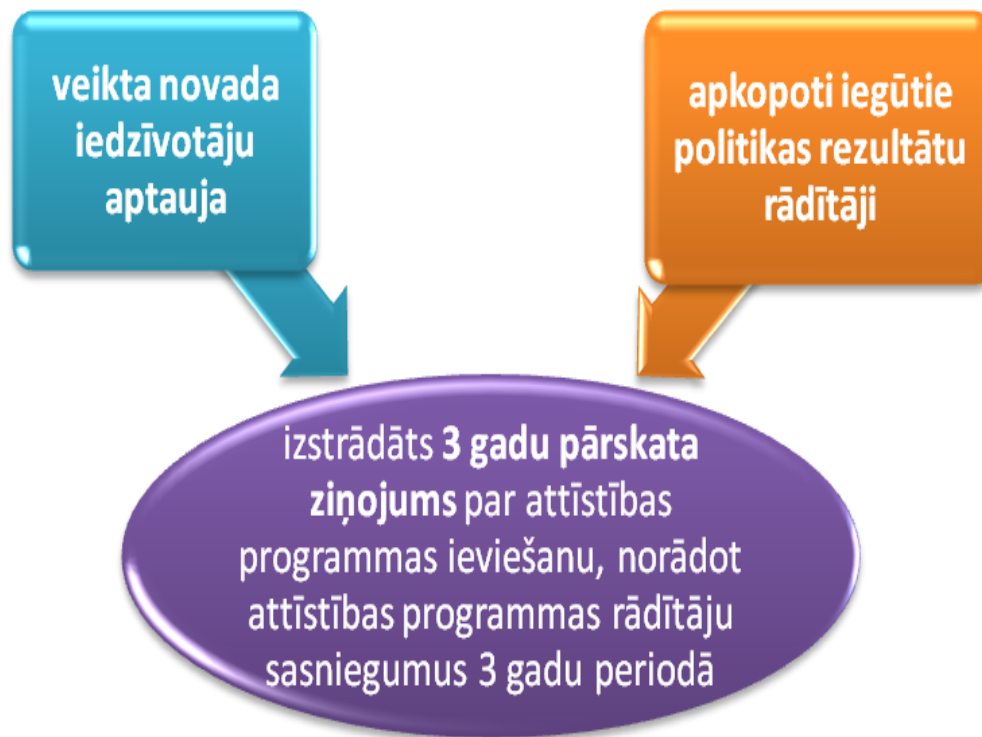 veikta novada
iedzīvotāju
aptauja
apkopoti iegūtie
politikas rezultātu
rādītāji
izstrādāts 3 gadu pārskata
ziņojums par attīstības
programmas ieviešanu, norādot
attīstības programmas rādītāju
sasniegumus 3 gadu periodā